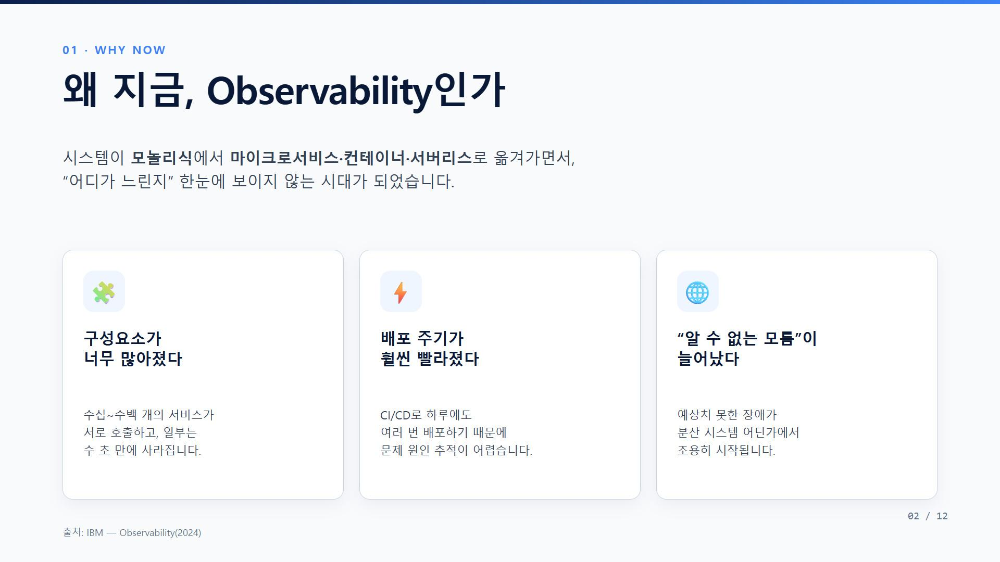 01 · WHY NOW
왜 지금, Observability인가
시스템이 모놀리식에서 마이크로서비스·컨테이너·서버리스로 옮겨가면서,
“어디가 느린지” 한눈에 보이지 않는 시대가 되었습니다.
구성요소가
너무 많아졌다
수십~수백 개의 서비스가
서로 호출하고, 일부는
수 초 만에 사라집니다.
배포 주기가
훨씬 빨라졌다
CI/CD로 하루에도
여러 번 배포하기 때문에
문제 원인 추적이 어렵습니다.
“알 수 없는 모름”이
늘어났다
예상치 못한 장애가
분산 시스템 어딘가에서
조용히 시작됩니다.
02 / 12
출처: IBM — Observability(2024)